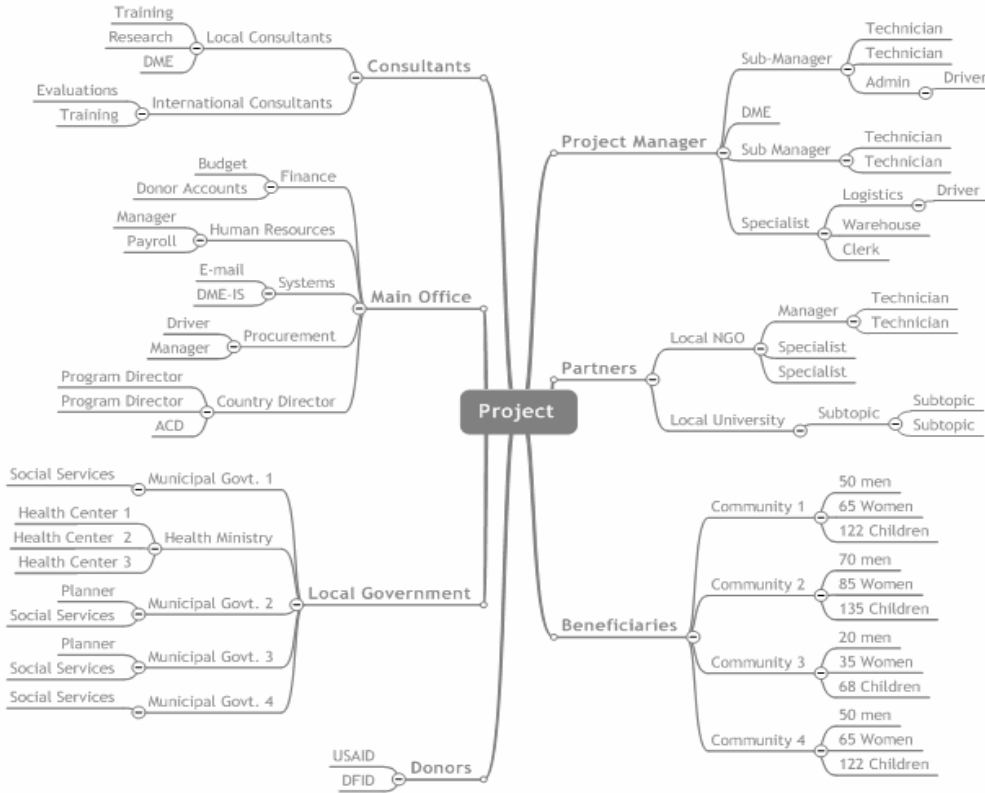 Project
Consultants
Local Consultants
Training
Research
DME
International Consultants
Evaluations
Training
Main Office
Finance
Budget
Donor Accounts
Human Resources
Manager
Payroll
Systems
E-mail
DME-IS
Procurement
Driver
Manager
Country Director
Program Director
Program Director
ACD
Local Government
Municipal Govt. 1
Social Services
Health Ministry
Health Center 1
Health Center 2
Health Center 3
Municipal Govt. 2
Planner
Social Services
Municipal Govt. 3
Planner
Social Services
Municipal Govt. 4
Social Services
Donors
USAID
DFID
Project Manager
Sub-Manager
Technician
Technician
Admin
Driver
DME
Sub Manager
Technician
Technician
Specialist
Logistics
Driver
Warehouse
Clerk
Partners
Local NGO
Manager
Technician
Technician
Specialist
Specialist
Local University
Subtopic
Subtopic
Subtopic
Beneficiaries
Community 1
50 men
65 Women
122 Children
Community 2
70 men
85 Women
135 Children
Community 3
20 men
35 Women
68 Children
Community 4
50 men
65 Women
122 Children